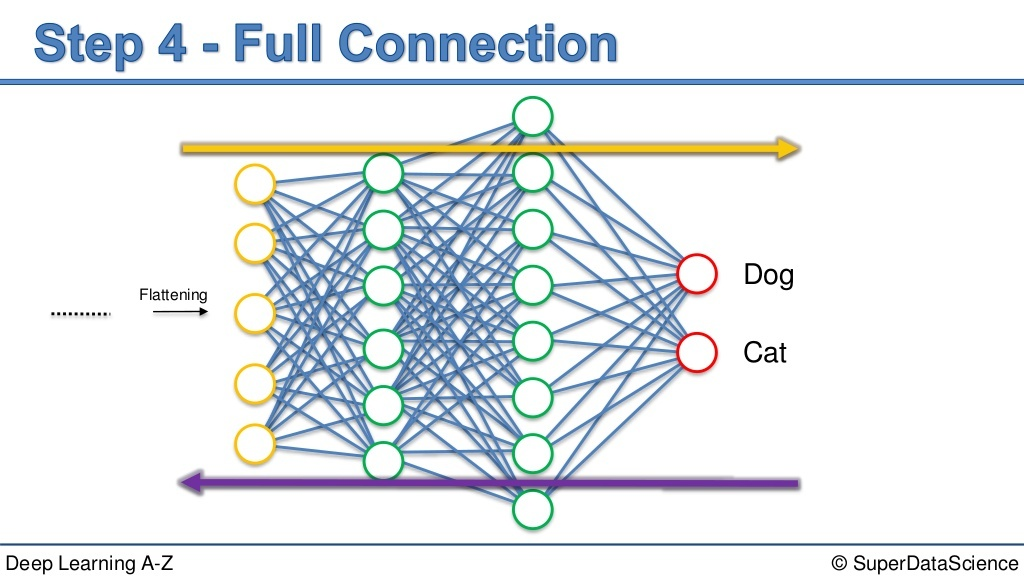 Step 4 - Full Connection
Flattening
Dog
Cat
Deep Learning A-Z
© SuperDataScience